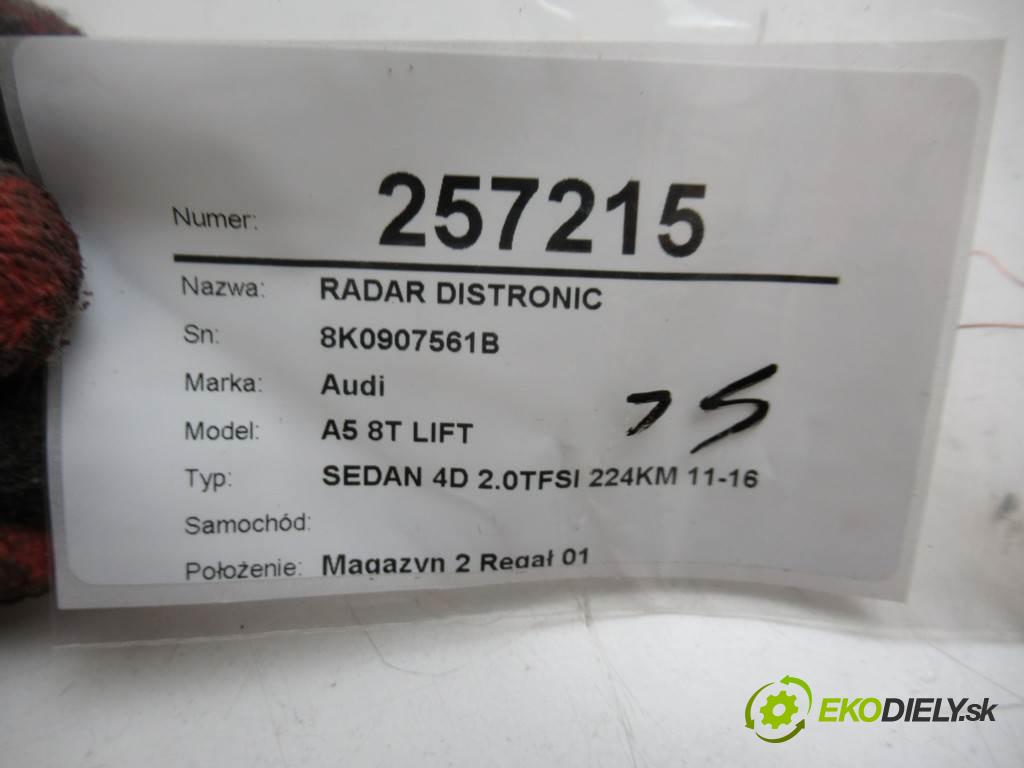 Numer: 257215
Nazwa: RADAR DISTRONIC
Sn: 8K0907561B
Marka: Audi
Model: A5 8T LIFT
Typ: SEDAN 4D 2.0TFSI 224KM 11-16
Samochód:
Położenie: Magazyn 2 Regał 01
EKODIELY.sk